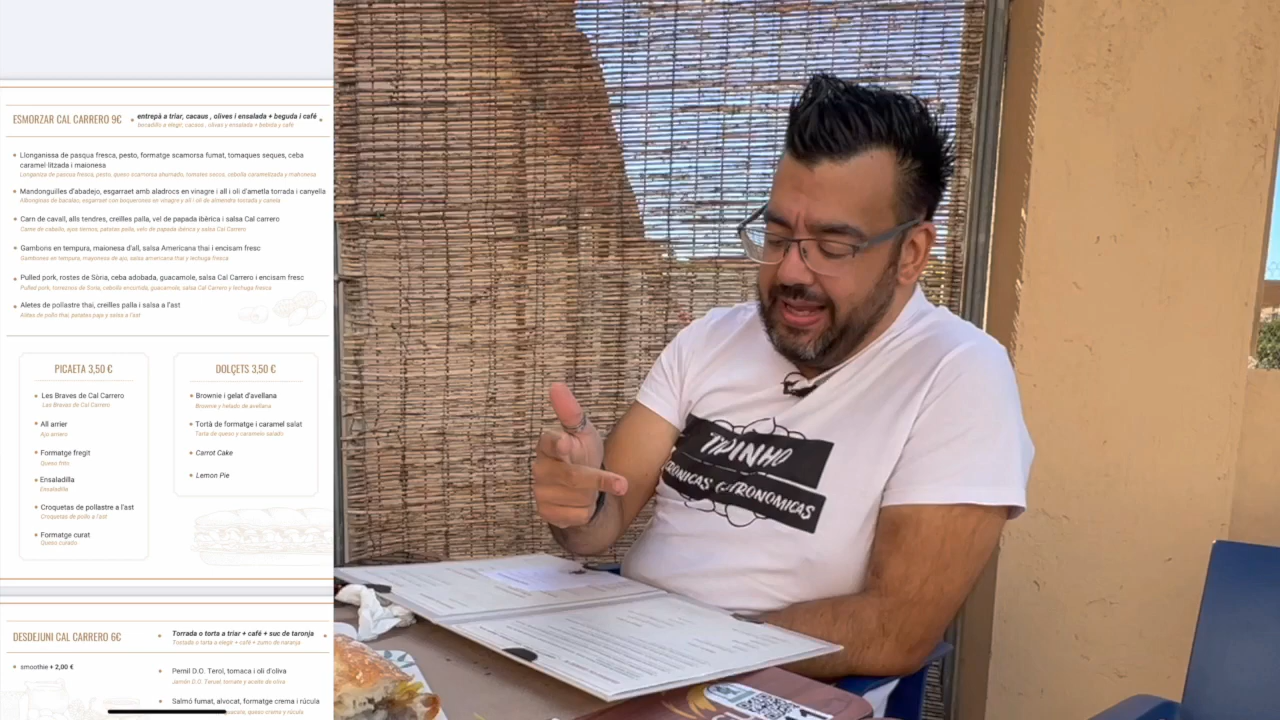 ESMORZAR CAL CARRERO 9€
entrepà a triar, cacaus , olives i ensalada + beguda i café
bocadillo a elegir, cacaos , olivas y ensalada + bebida y café
Llonganissa de pasqua fresca, pesto, formatge scamorsa fumat, tomaques seques, ceba
caramel·litzada i maionesa
Longaniza de pascua fresca, pesto, queso scamorsa ahumado, tomates secos, cebolla caramelizada y mahonesa
Mandonguilles d'abadejo, esgarraet amb aladrocs en vinagre i all i oli d'ametla torrada i canyella
Albóndigas de bacalao, esgarraet con boquerones en vinagre y all i oli de almendra tostada y canela
Carn de cavall, alls tendres, creïlles palla, vel de papada ibèrica i salsa Cal carrero
Carne de caballo, ajos tiernos, patatas palla, velo de papada ibérica y salsa Cal Carrero
Gambons en tempura, maionesa d'all, salsa Americana thai i encisam fresc
Gambones en tempura, mayonesa de ajo, salsa americana thai y lechuga fresca
Pulled pork, rostes de Sòria, ceba adobada, guacamole, salsa Cal Carrero i encisam fresc
Pulled pork, torreznos de Soria, cebolla encurtida, guacamole, salsa Cal Carrero y lechuga fresca
Aletes de pollastre thai, creïlles palla i salsa a l'ast
Alitas de pollo thai, patatas paja y salsa a l'ast
PICAETA 3,50 €
Les Braves de Cal Carrero
Las Bravas de Cal Carrero
All arrier
Ajo arriero
Formatge fregit
Queso frito
Ensaladilla
Ensaladilla
Croquetas de pollastre a l'ast
Croquetas de pollo a l'ast
Formatge curat
Queso curado
DOLÇETS 3,50 €
Brownie i gelat d'avellana
Brownie y helado de avellana
Tortà de formatge i caramel salat
Tarta de queso y caramelo salado
Carrot Cake
Lemon Pie
DESDEJUNI CAL CARRERO 6€
Torrada o torta a triar + café + suc de taronja
Tostada o tarta a elegir + café + zumo de naranja
smoothie + 2,00 €
Pernil D.O. Terol, tomaca i oli d'oliva
Jamón D.O. Teruel, tomate y aceite de oliva
Salmó fumat, alvocat, formatge crema i rúcula
queso crema y rúcula
TIPINHO
CRONICAS GASTRONOMICAS